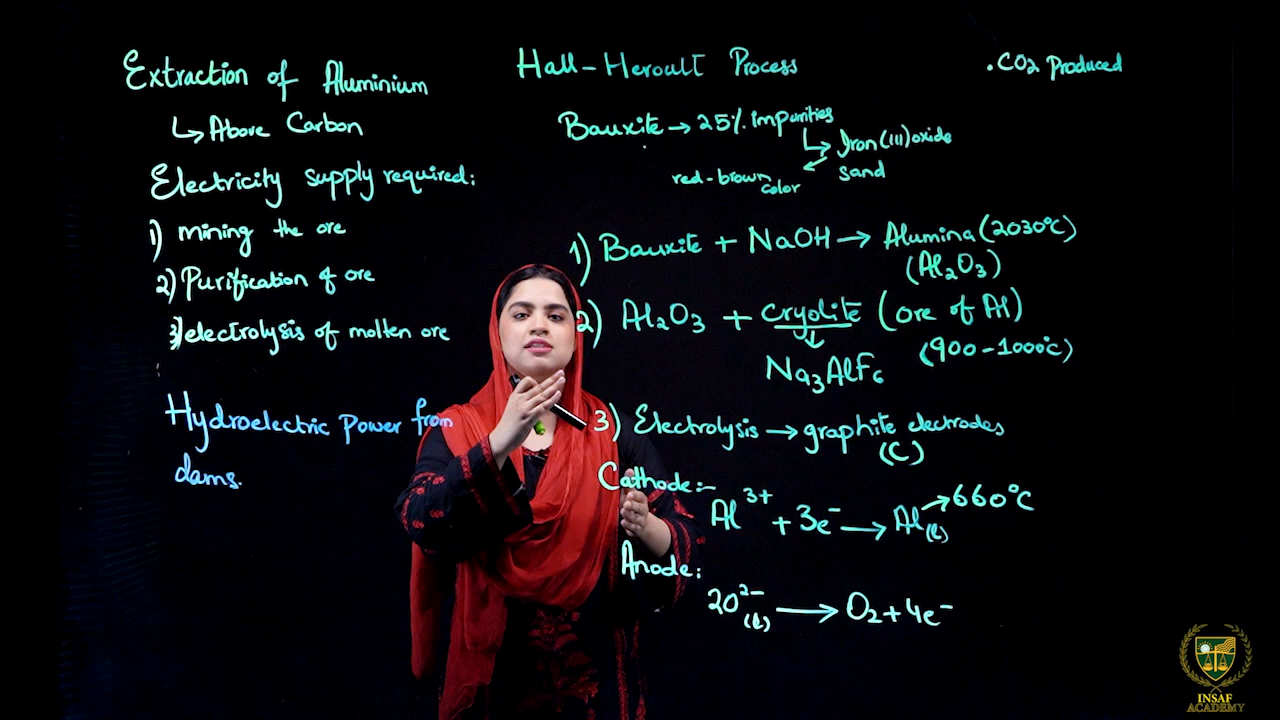 Extraction of Aluminium
↳ Above Carbon
Electricity supply required:
1) mining the ore
2) Purification of ore
3) electrolysis of molten ore
Hydroelectric Power from
dams.
Hall-Heroult Process
Bauxite → 25% impurities
↳ Iron (III) oxide
sand
red-brown
color
1) Bauxite + NaOH → Alumina (2030°C)
(Al₂O₃)
2) Al₂O₃ + cryolite (ore of Al)
(900-1000°C)
Na₃AlF₆
3) Electrolysis → graphite electrodes
(C)
Cathode:-
Al³⁺ + 3e⁻ → Al(l) → 660°C
Anode:
2O²⁻(l) → O₂ + 4e⁻
. CO₂ Produced
INSAF
ACADEMY